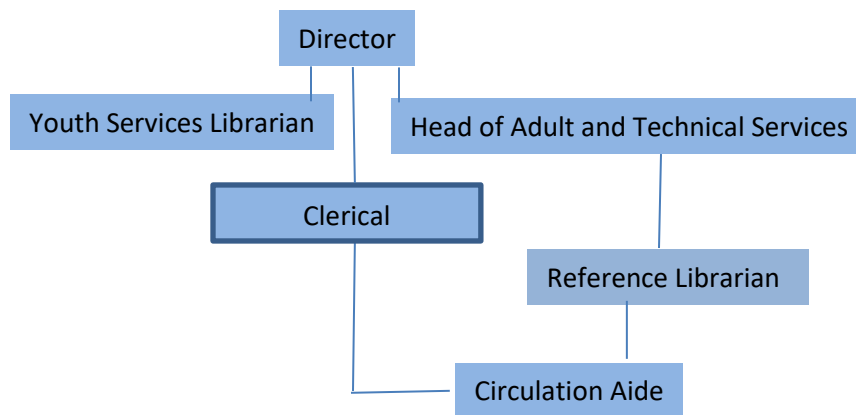 Director
Youth Services Librarian
Head of Adult and Technical Services
Clerical
Reference Librarian
Circulation Aide